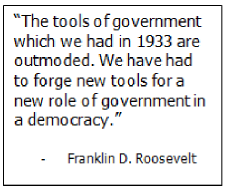 “The tools of government
which we had in 1933 are
outmoded. We have had
to forge new tools for a
new role of government in
a democracy.”
- Franklin D. Roosevelt